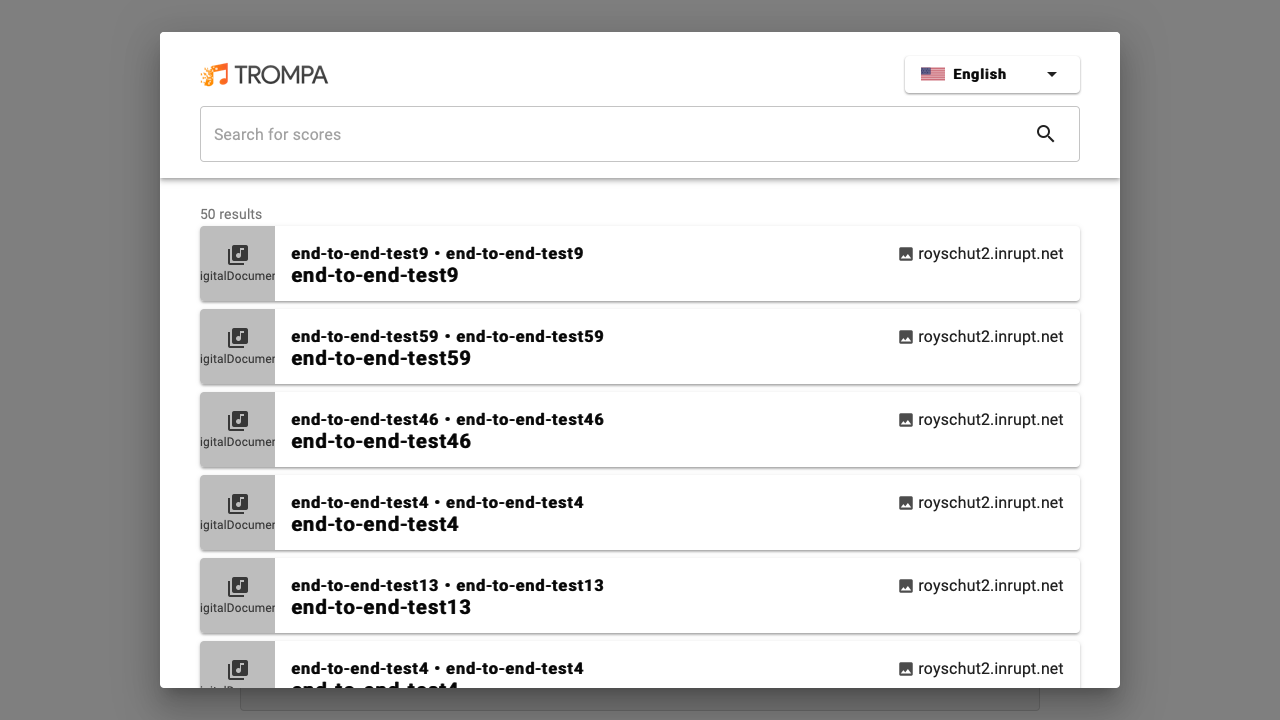 TROMPA
English
Search for scores
50 results
end-to-end-test9 • end-to-end-test9
royschut2.inrupt.net
igitalDocumen
end-to-end-test9
end-to-end-test59 • end-to-end-test59
royschut2.inrupt.net
igitalDocumen
end-to-end-test59
end-to-end-test46 • end-to-end-test46
royschut2.inrupt.net
igitalDocumen
end-to-end-test46
end-to-end-test4 • end-to-end-test4
royschut2.inrupt.net
igitalDocumen
end-to-end-test4
end-to-end-test13 • end-to-end-test13
royschut2.inrupt.net
igitalDocumen
end-to-end-test13
end-to-end-test4 • end-to-end-test4
royschut2.inrupt.net
end-to-end-test4